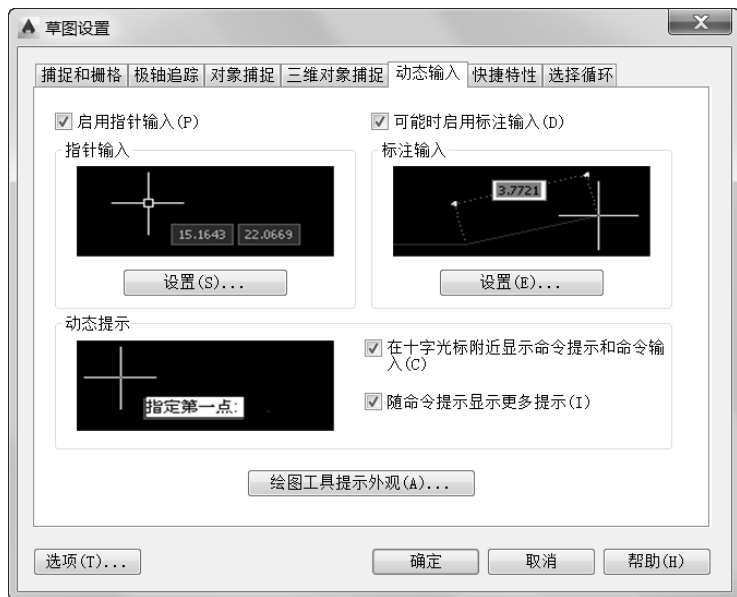 草图设置
捕捉和栅格 极轴追踪 对象捕捉 三维对象捕捉 动态输入 快捷特性 选择循环
启用指针输入(P)
可能时启用标注输入(D)
指针输入
标注输入
15.1643 22.0669
3.7721
设置(S)...
设置(E)...
动态提示
指定第一点:
在十字光标附近显示命令提示和命令输
入(C)
随命令提示显示更多提示(I)
绘图工具提示外观(A)...
选项(T)... 确定 取消 帮助(H)